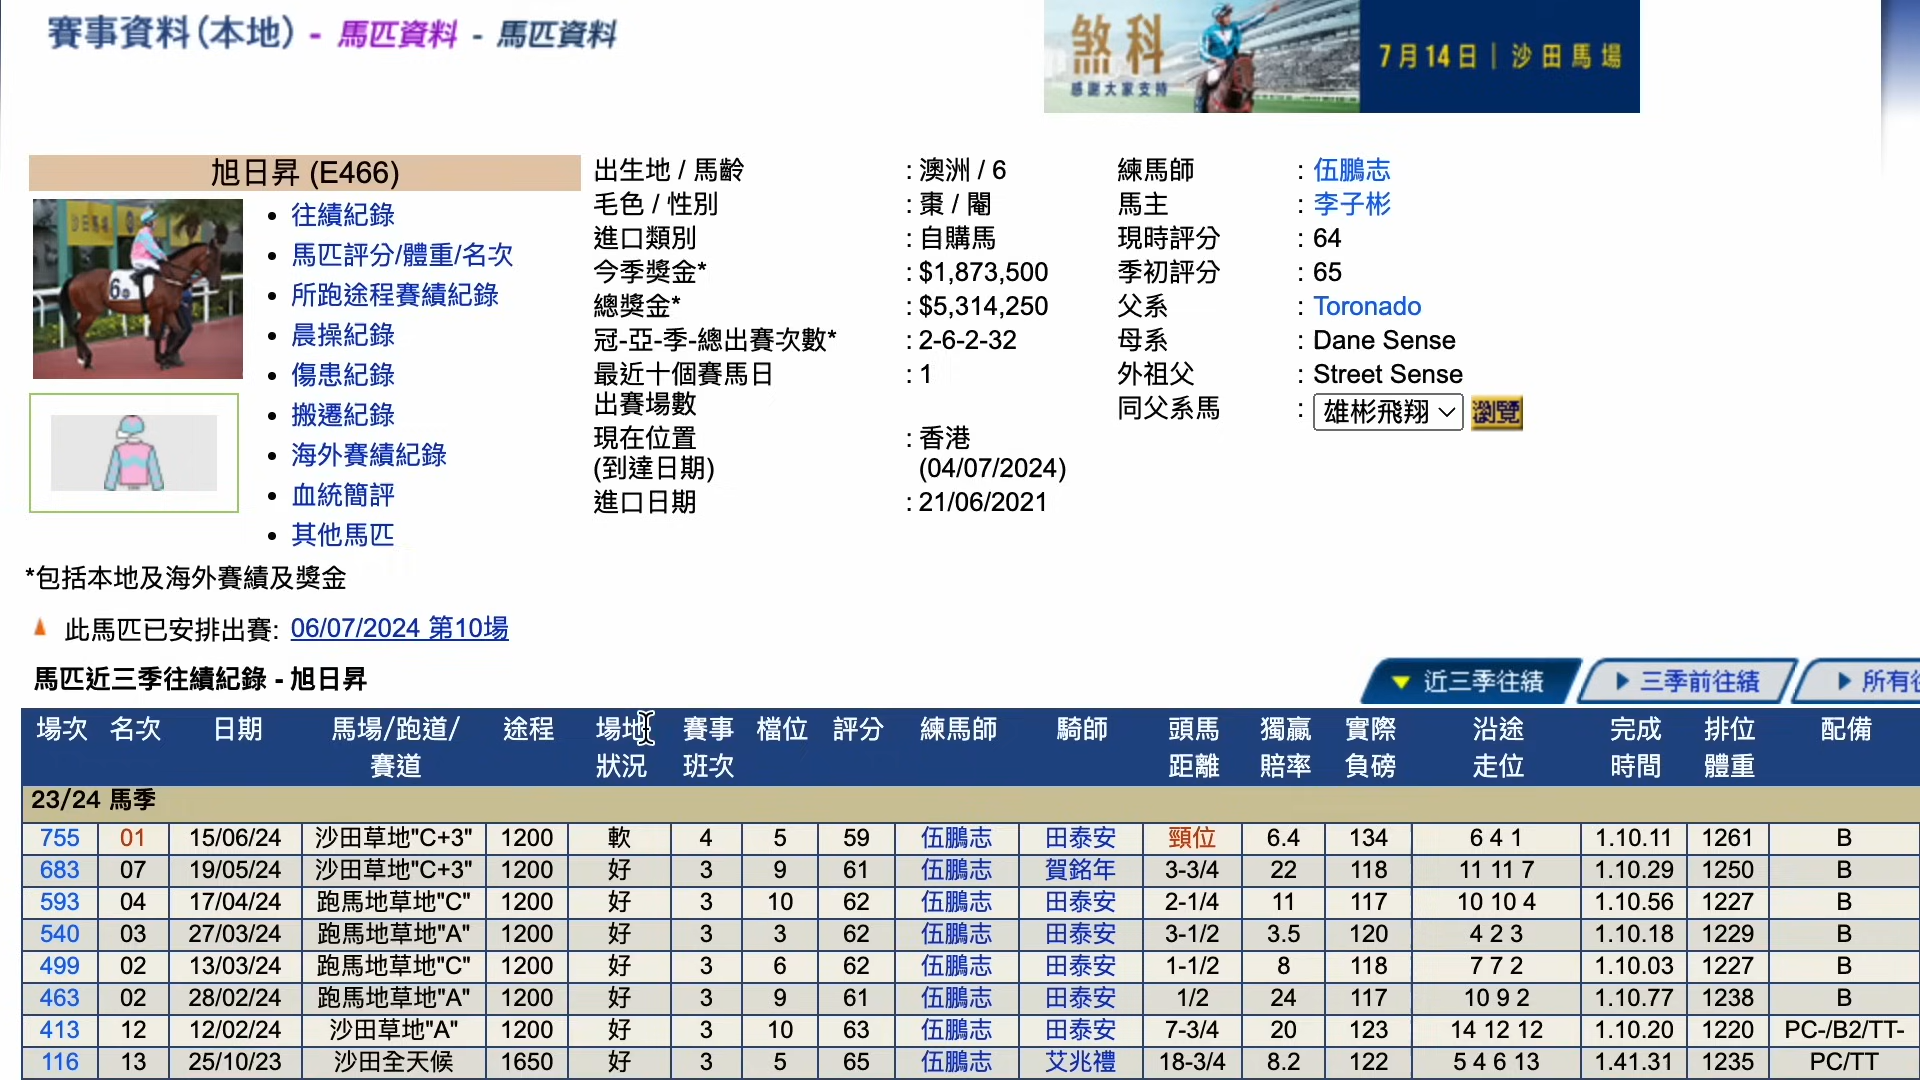 賽事資料(本地) - 馬匹資料 - 馬匹資料
煞科
感謝大家支持
7月14日 | 沙田馬場
旭日昇 (E466)
往績紀錄
馬匹評分/體重/名次
所跑途程賽績紀錄
晨操紀錄
傷患紀錄
搬遷紀錄
海外賽績紀錄
血統簡評
其他馬匹
出生地 / 馬齡 : 澳洲 / 6
毛色 / 性別 : 棗 / 閹
進口類別 : 自購馬
今季獎金* : $1,873,500
總獎金* : $5,314,250
冠-亞-季-總出賽次數* : 2-6-2-32
最近十個賽馬日 : 1
出賽場數
現在位置 : 香港
(到達日期) (04/07/2024)
進口日期 : 21/06/2021
練馬師 : 伍鵬志
馬主 : 李子彬
現時評分 : 64
季初評分 : 65
父系 : Toronado
母系 : Dane Sense
外祖父 : Street Sense
同父系馬 : 雄彬飛翔 瀏覽
*包括本地及海外賽績及獎金
此馬匹已安排出賽: 06/07/2024 第10場
馬匹近三季往績紀錄 - 旭日昇
近三季往績 三季前往績 所有
場次 名次 日期 馬場/跑道/ 途程 場地 賽事 檔位 評分 練馬師 騎師 頭馬 獨贏 實際 沿途 完成 排位 配備
賽道 狀況 班次 距離 賠率 負磅 走位 時間 體重
23/24 馬季
755 01 15/06/24 沙田草地"C+3" 1200 軟 4 5 59 伍鵬志 田泰安 頸位 6.4 134 6 4 1 1.10.11 1261 B
683 07 19/05/24 沙田草地"C+3" 1200 好 3 9 61 伍鵬志 賀銘年 3-3/4 22 118 11 11 7 1.10.29 1250 B
593 04 17/04/24 跑馬地草地"C" 1200 好 3 10 62 伍鵬志 田泰安 2-1/4 11 117 10 10 4 1.10.56 1227 B
540 03 27/03/24 跑馬地草地"A" 1200 好 3 3 62 伍鵬志 田泰安 3-1/2 3.5 120 4 2 3 1.10.18 1229 B
499 02 13/03/24 跑馬地草地"C" 1200 好 3 6 62 伍鵬志 田泰安 1-1/2 8 118 7 7 2 1.10.03 1227 B
463 02 28/02/24 跑馬地草地"A" 1200 好 3 9 61 伍鵬志 田泰安 1/2 24 117 10 9 2 1.10.77 1238 B
413 12 12/02/24 沙田草地"A" 1200 好 3 10 63 伍鵬志 田泰安 7-3/4 20 123 14 12 12 1.10.20 1220 PC-/B2/TT-
116 13 25/10/23 沙田全天候 1650 好 3 5 65 伍鵬志 艾兆禮 18-3/4 8.2 122 5 4 6 13 1.41.31 1235 PC/TT